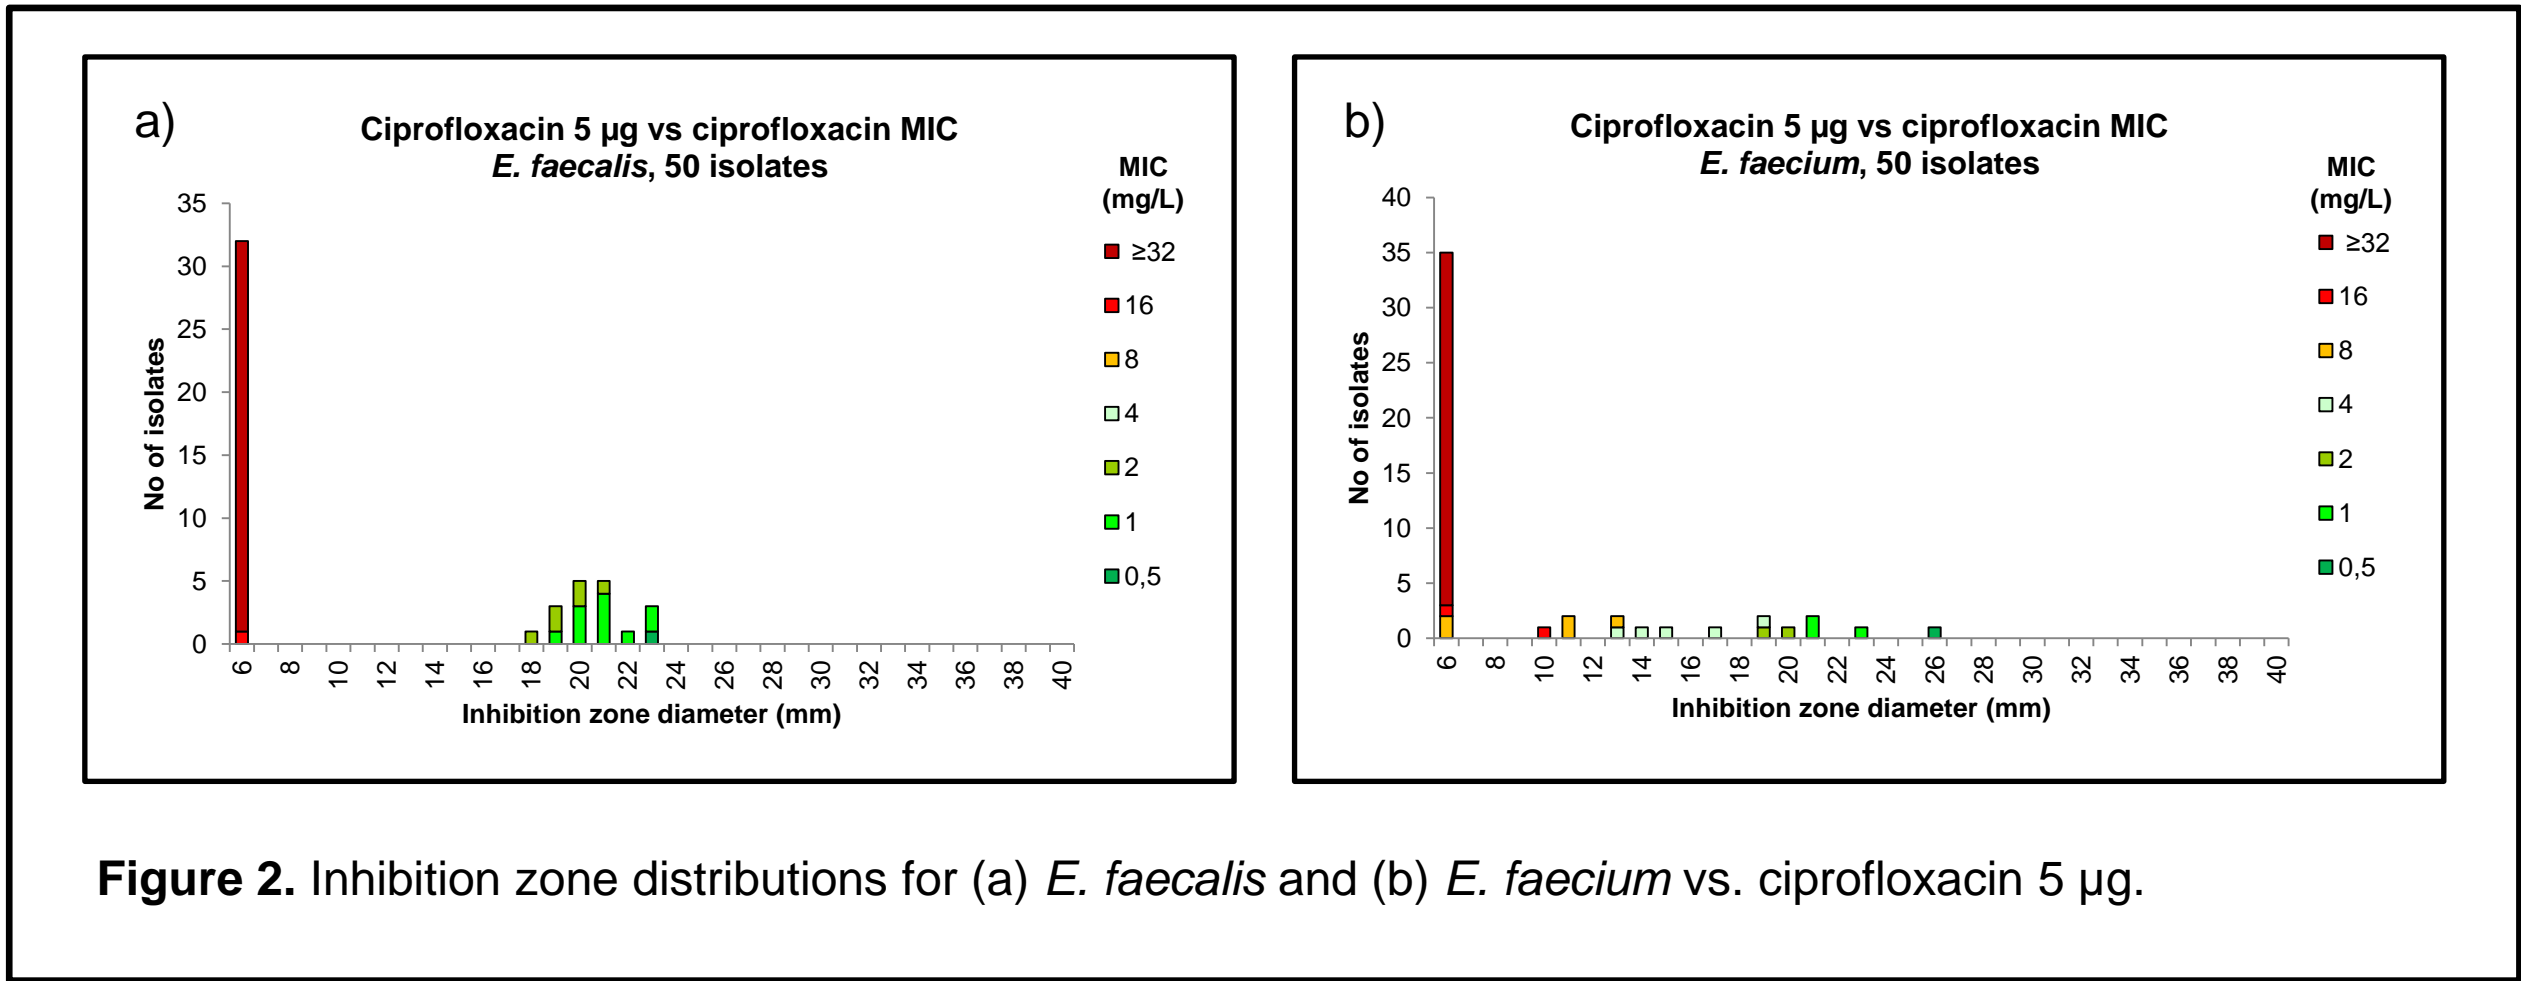 a)
Ciprofloxacin 5 µg vs ciprofloxacin MIC
E. faecalis, 50 isolates
MIC
(mg/L)
≥32
16
8
4
2
1
0,5
No of isolates
35
30
25
20
15
10
5
0
6 8 10 12 14 16 18 20 22 24 26 28 30 32 34 36 38 40
Inhibition zone diameter (mm)
b)
Ciprofloxacin 5 µg vs ciprofloxacin MIC
E. faecium, 50 isolates
MIC
(mg/L)
≥32
16
8
4
2
1
0,5
No of isolates
40
35
30
25
20
15
10
5
0
6 8 10 12 14 16 18 20 22 24 26 28 30 32 34 36 38 40
Inhibition zone diameter (mm)
Figure 2. Inhibition zone distributions for (a) E. faecalis and (b) E. faecium vs. ciprofloxacin 5 µg.